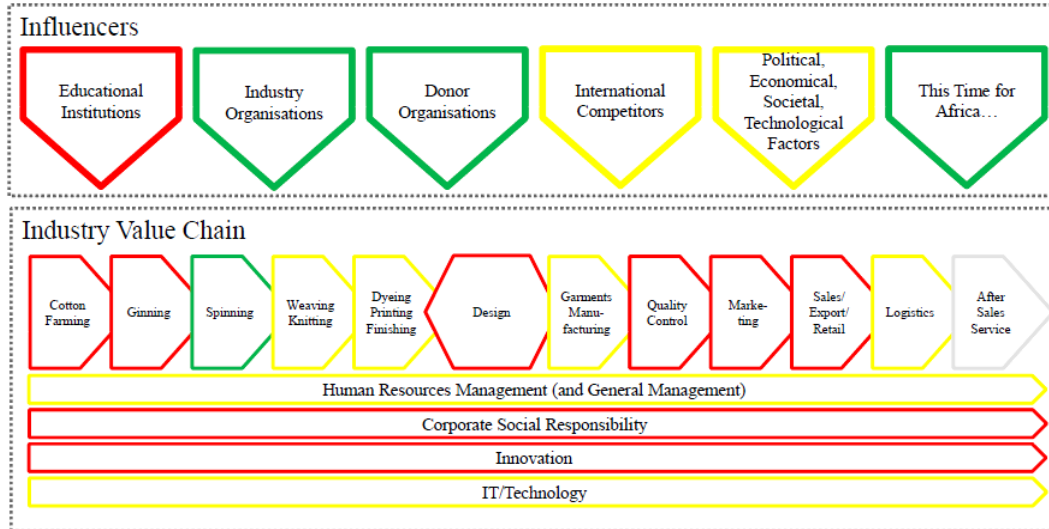 Influencers
Educational
Institutions
Industry
Organisations
Donor
Organisations
International
Competitors
Political,
Economical,
Societal,
Technological
Factors
This Time for
Africa…
Industry Value Chain
Cotton
Farming
Ginning
Spinning
Weaving
Knitting
Dyeing
Printing
Finishing
Design
Garments
Manu-
facturing
Quality
Control
Marke-
ting
Sales/
Export/
Retail
Logistics
After
Sales
Service
Human Resources Management (and General Management)
Corporate Social Responsibility
Innovation
IT/Technology